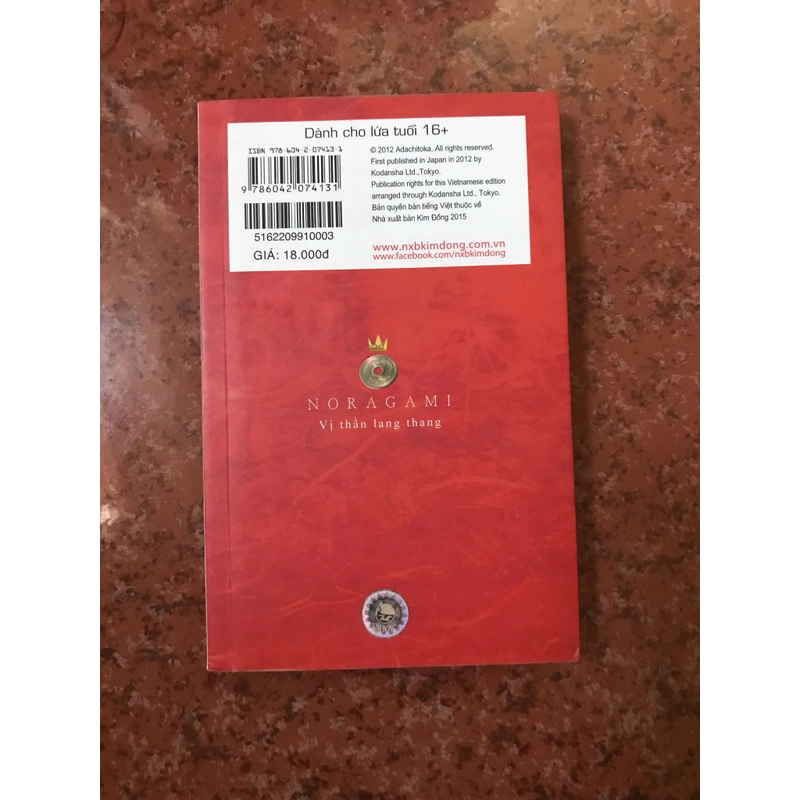 Dành cho lứa tuổi 16+
ISBN 978-604-2-07413-1
9 786042 074131
5162209910003
GIÁ: 18.000đ
© 2012 Adachitoka. All rights reserved.
First published in Japan in 2012 by
Kodansha Ltd.,Tokyo.
Publication rights for this Vietnamese edition
arranged through Kodansha Ltd., Tokyo.
Bản quyền bản tiếng Việt thuộc về
Nhà xuất bản Kim Đồng 2015
www.nxbkimdong.com.vn
www.facebook.com/nxbkimdong
NORAGAMI
Vị thần lang thang